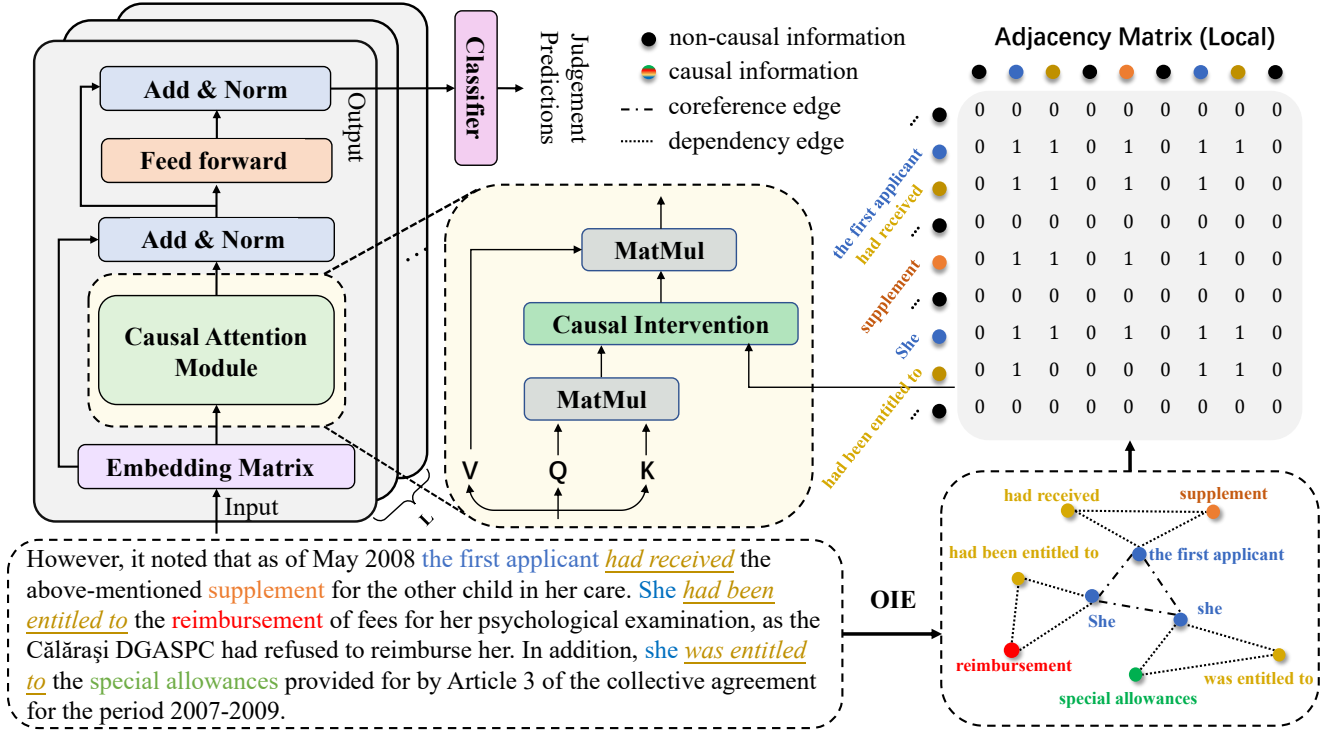 Add & Norm
Feed forward
Add & Norm
Causal Attention
Module
Embedding Matrix
Input
Output
L
...
Classifier
Judgement
Predictions
non-causal information
causal information
coreference edge
dependency edge
MatMul
Causal Intervention
MatMul
V Q K
Adjacency Matrix (Local)
... 0 0 0 0 0 0 0 0 0
the first applicant 0 1 1 0 1 0 1 1 0
had received 0 1 1 0 1 0 1 0 0
... 0 0 0 0 0 0 0 0 0
supplement 0 1 1 0 1 0 1 0 0
... 0 0 0 0 0 0 0 0 0
She 0 1 1 0 1 0 1 1 0
had been entitled to 0 1 0 0 0 0 1 1 0
... 0 0 0 0 0 0 0 0 0
However, it noted that as of May 2008 the first applicant had received the
above-mentioned supplement for the other child in her care. She had been
entitled to the reimbursement of fees for her psychological examination, as the
Călăraşi DGASPC had refused to reimburse her. In addition, she was entitled
to the special allowances provided for by Article 3 of the collective agreement
for the period 2007-2009.
OIE
had received
supplement
had been entitled to
the first applicant
She
she
reimbursement
was entitled to
special allowances